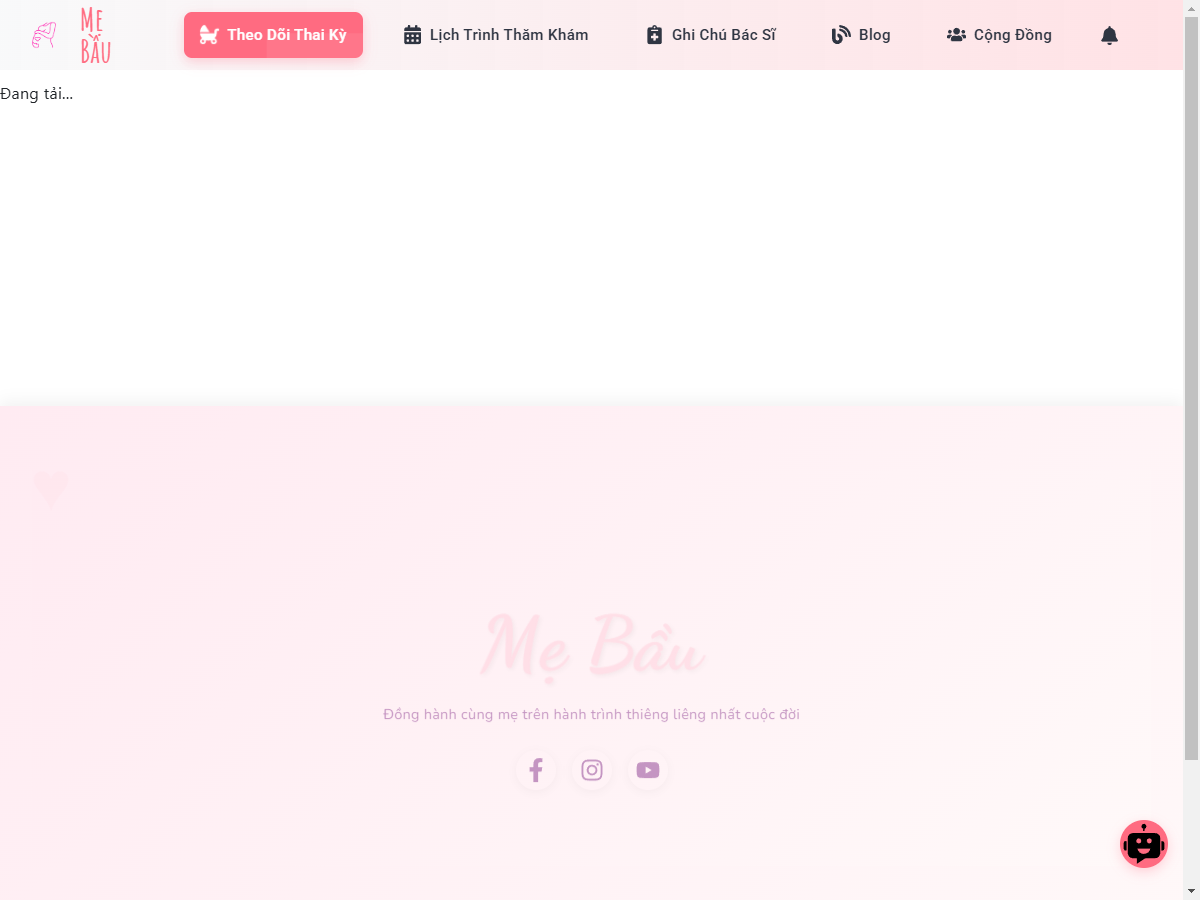 Mẹ
Bầu
Theo Dõi Thai Kỳ
Lịch Trình Thăm Khám
Ghi Chú Bác Sĩ
Blog
Cộng Đồng
Đang tải...
Mẹ Bầu
Đồng hành cùng mẹ trên hành trình thiêng liêng nhất cuộc đời